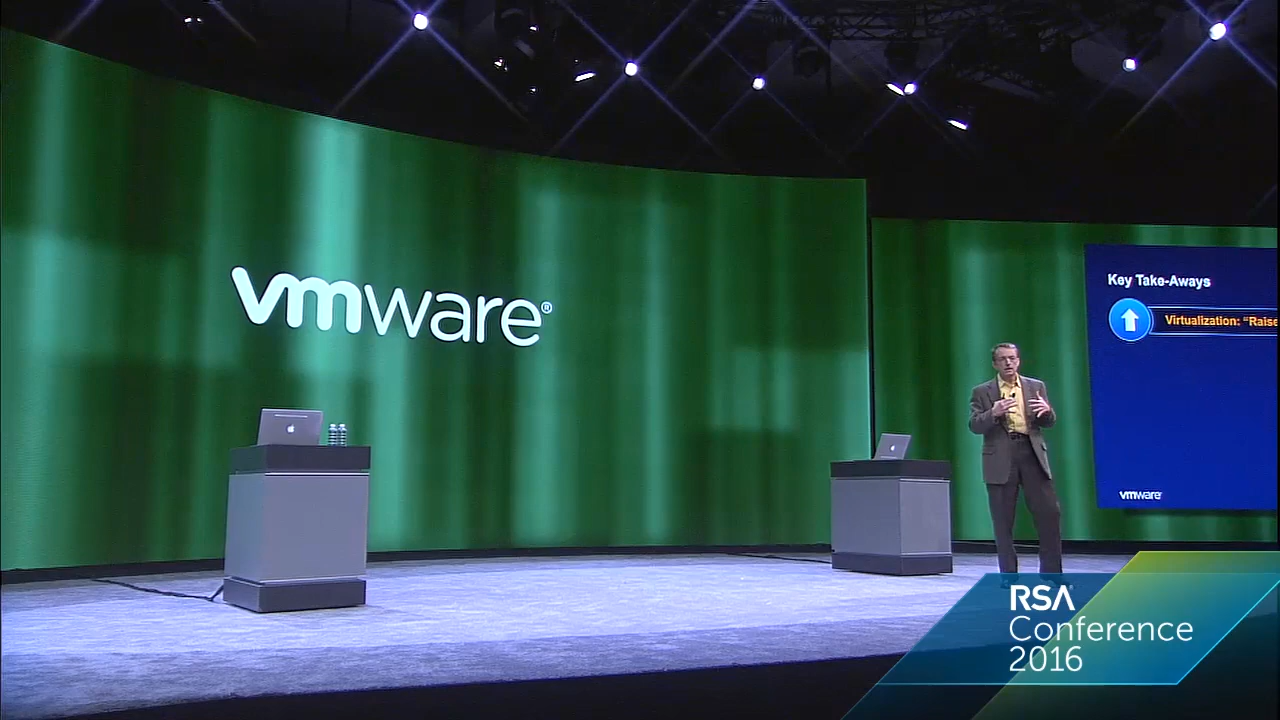 vmware®
Key Take-Aways
Virtualization: "Raise
vmware
RSA
Conference
2016